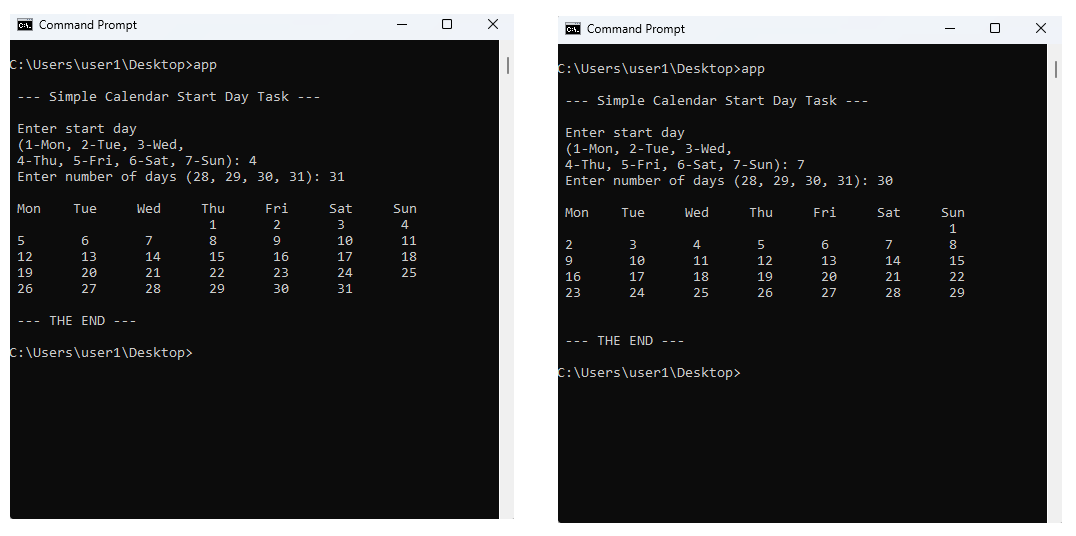 Command Prompt
C:\Users\user1\Desktop>app
--- Simple Calendar Start Day Task ---
Enter start day
(1-Mon, 2-Tue, 3-Wed,
4-Thu, 5-Fri, 6-Sat, 7-Sun): 4
Enter number of days (28, 29, 30, 31): 31
Mon Tue Wed Thu Fri Sat Sun
1 2 3 4
5 6 7 8 9 10 11
12 13 14 15 16 17 18
19 20 21 22 23 24 25
26 27 28 29 30 31
--- THE END ---
C:\Users\user1\Desktop>
Command Prompt
C:\Users\user1\Desktop>app
--- Simple Calendar Start Day Task ---
Enter start day
(1-Mon, 2-Tue, 3-Wed,
4-Thu, 5-Fri, 6-Sat, 7-Sun): 7
Enter number of days (28, 29, 30, 31): 30
Mon Tue Wed Thu Fri Sat Sun
1
2 3 4 5 6 7 8
9 10 11 12 13 14 15
16 17 18 19 20 21 22
23 24 25 26 27 28 29
--- THE END ---
C:\Users\user1\Desktop>